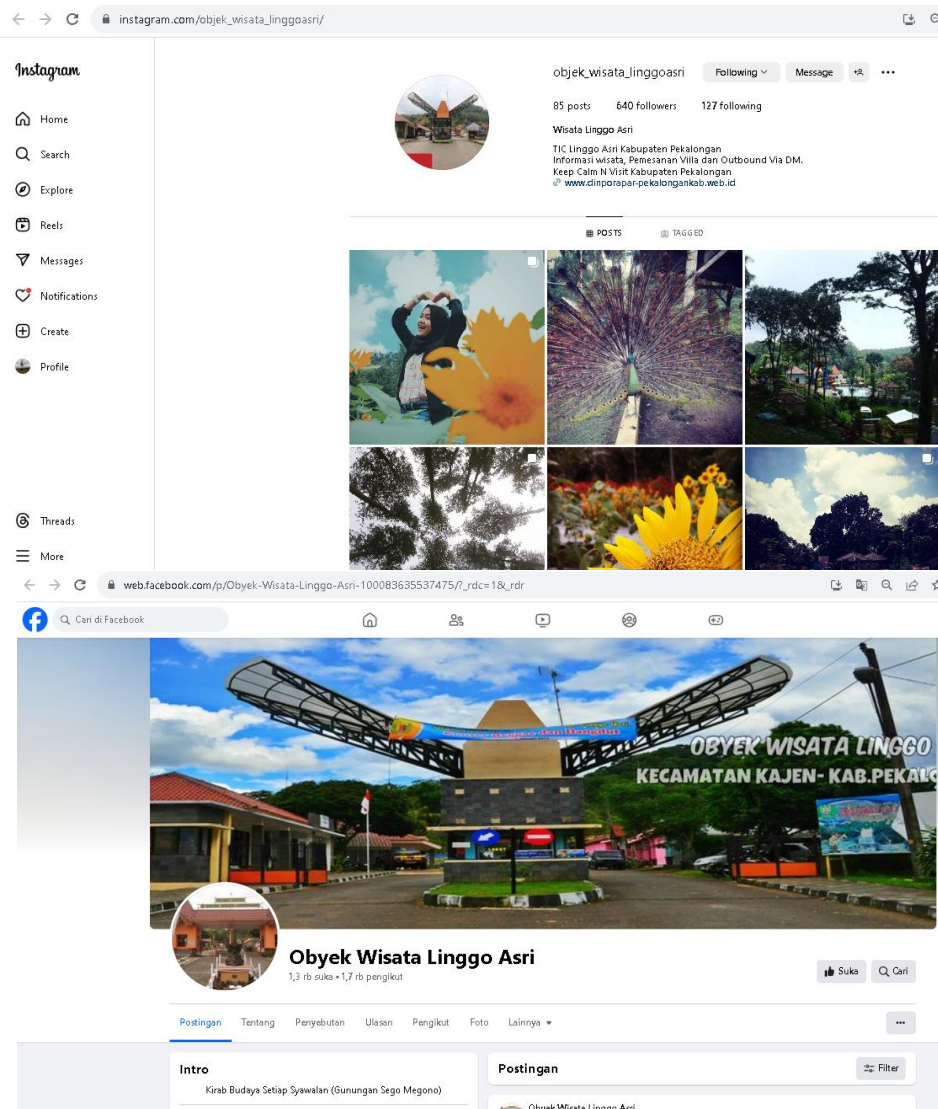 instagram.com/objek_wisata_linggoasri/
Instagram
objek_wisata_linggoasri Following Message
85 posts 640 followers 127 following
Wisata Linggo Asri
TIC Linggo Asri Kabupaten Pekalongan
Informasi wisata, Pemesanan Villa dan Outbound Via DM.
Keep Calm N Visit Kabupaten Pekalongan
www.dinporapar-pekalongankab.web.id
Home
Search
Explore
Reels
Messages
Notifications
Create
Profile
Threads
More
POSTS TAGGED
web.facebook.com/p/Obyek-Wisata-Linggo-Asri-100083635537475/?_rdc=1&_rdr
Cari di Facebook
OBYEK WISATA LINGGO
KECAMATAN KAJEN- KAB.PEKALO
Obyek Wisata Linggo Asri
1,3 rb suka • 1,7 rb pengikut
Suka Cari
Postingan Tentang Penyebutan Ulasan Pengikut Foto Lainnya
Intro
Kirab Budaya Setiap Syawalan (Gunungan Sego Megono)
Postingan Filter
Obyek Wisata Linggo Asri